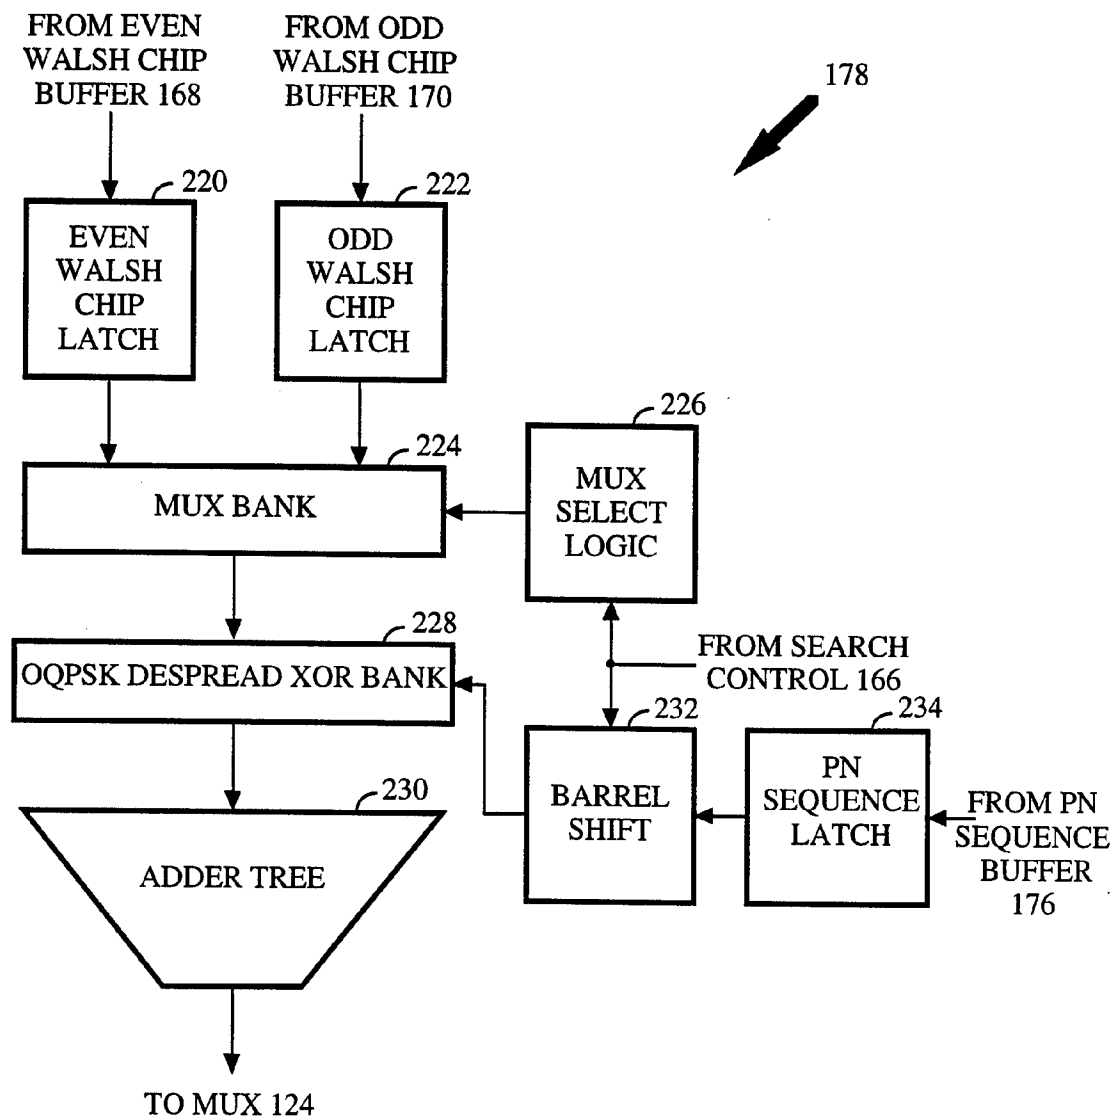 FROM EVEN
WALSH CHIP
BUFFER 168
FROM ODD
WALSH CHIP
BUFFER 170
178
220
EVEN
WALSH
CHIP
LATCH
222
ODD
WALSH
CHIP
LATCH
226
MUX
SELECT
LOGIC
224
MUX BANK
228
OQPSK DESPREAD XOR BANK
FROM SEARCH
CONTROL 166
232
BARREL
SHIFT
234
PN
SEQUENCE
LATCH
FROM PN
SEQUENCE
BUFFER
176
230
ADDER TREE
TO MUX 124